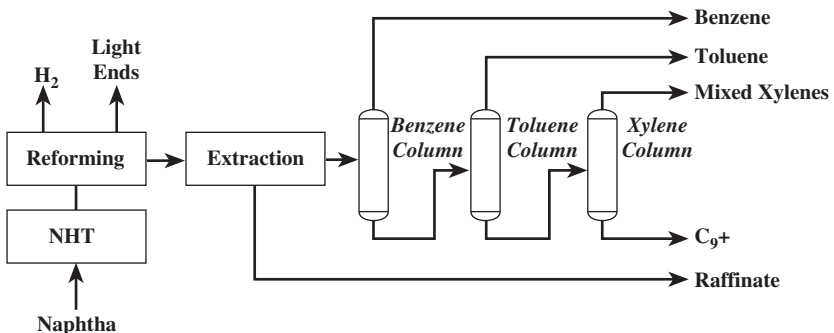 Benzene
Light
Ends
H₂
Toluene
Mixed Xylenes
Benzene
Column
Toluene
Column
Xylene
Column
Reforming
Extraction
NHT
C₉+
Raffinate
Naphtha